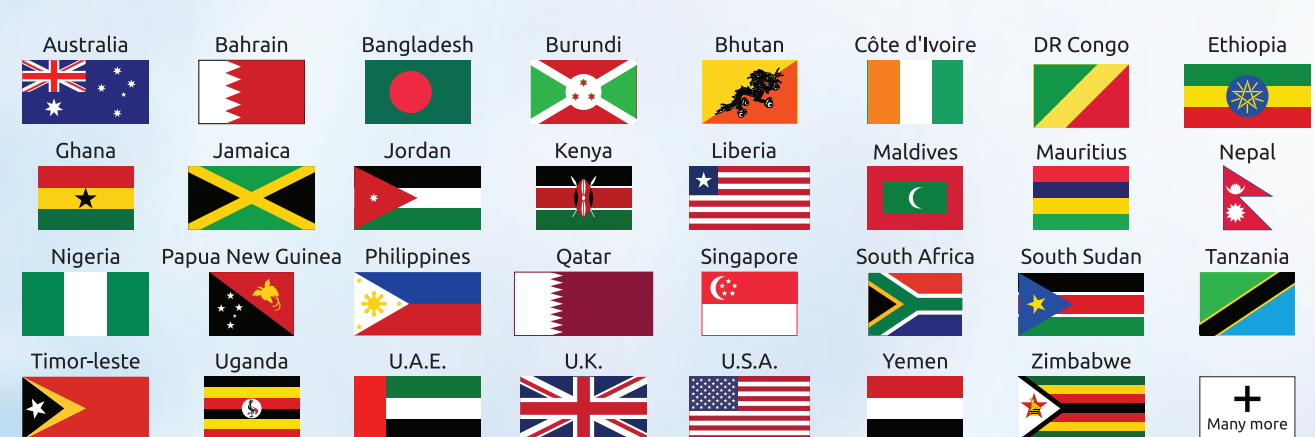 Australia Bahrain Bangladesh Burundi Bhutan Côte d'Ivoire DR Congo Ethiopia
Ghana Jamaica Jordan Kenya Liberia Maldives Mauritius Nepal
Nigeria Papua New Guinea Philippines Qatar Singapore South Africa South Sudan Tanzania
Timor-leste Uganda U.A.E. U.K. U.S.A. Yemen Zimbabwe
+
Many more